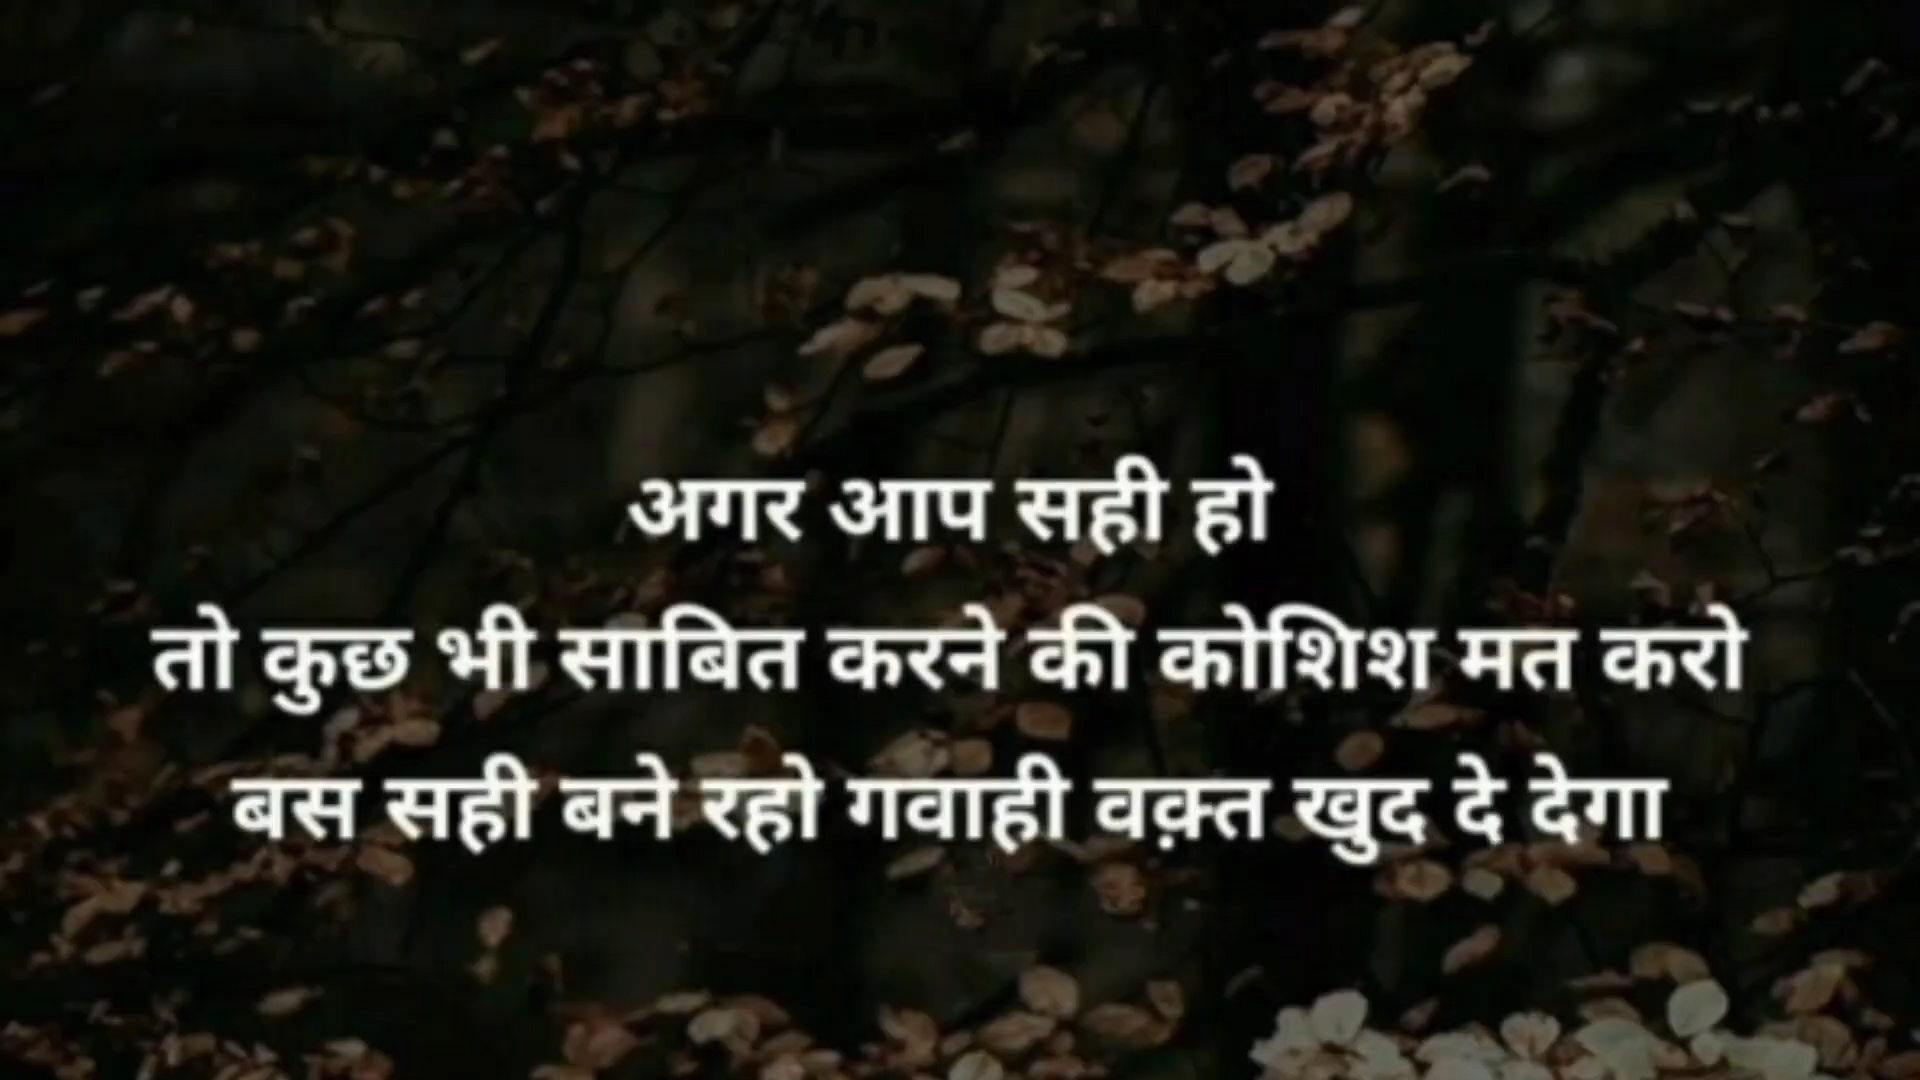 अगर आप सही हो
तो कुछ भी साबित करने की कोशिश मत करो
बस सही बने रहो गवाही वक़्त खुद दे देगा